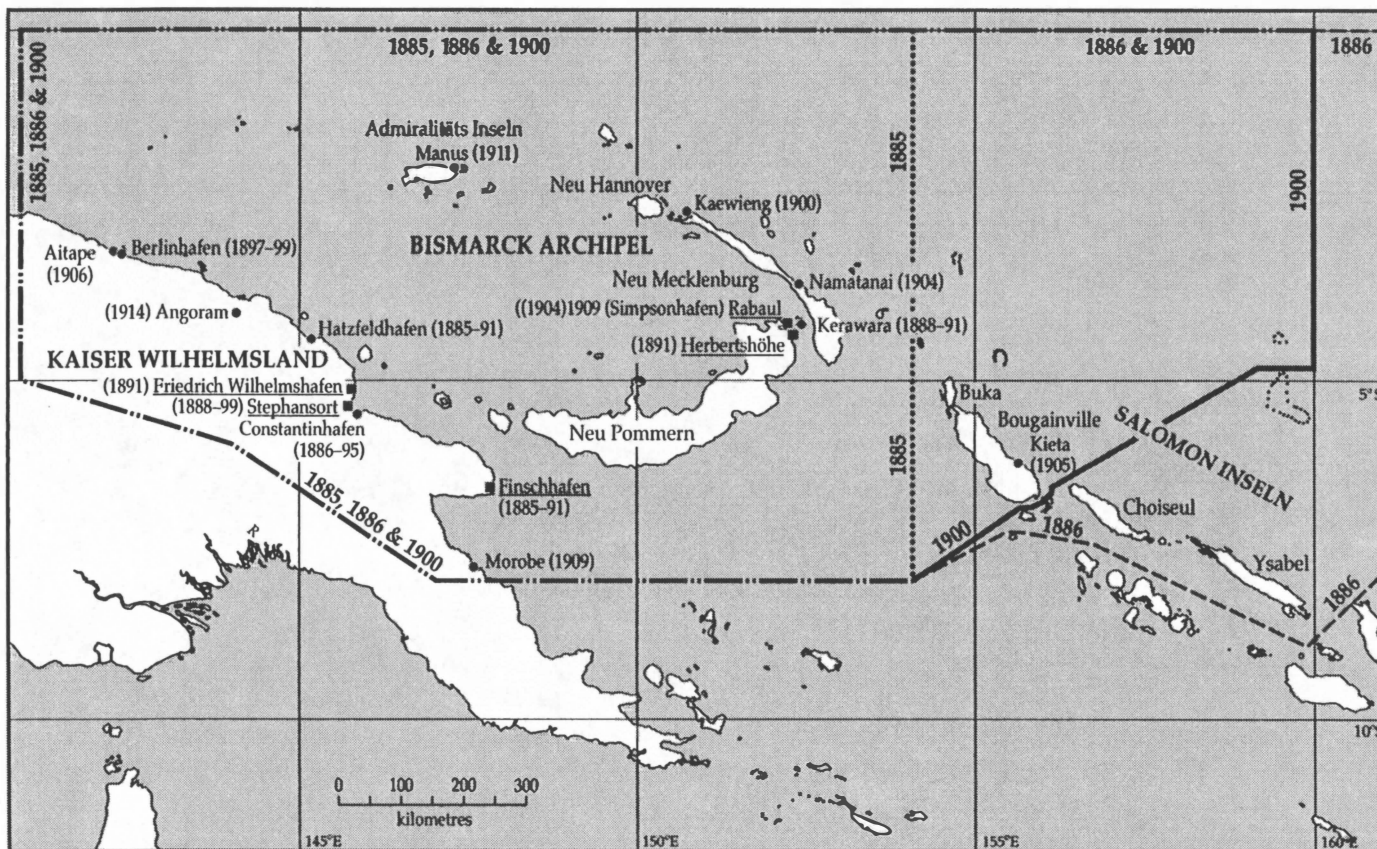 1885, 1886 & 1900
1886 & 1900
1886
1885, 1886 & 1900
Admiralitäts Inseln
Manus (1911)
1885
1900
Neu Hannover
Kaewieng (1900)
BISMARCK ARCHIPEL
Aitape
(1906)
Berlinhafen (1897–99)
Neu Mecklenburg
Namatanai (1904)
(1914) Angoram
((1904)1909 (Simpsonhafen) Rabaul
Kerawara (1888–91)
Hatzfeldhafen (1885–91)
(1891) Herbertshöhe
KAISER WILHELMSLAND
(1891) Friedrich Wilhelmshafen
(1888–99) Stephansort
Constantinhafen
(1886–95)
5°S
Buka
Bougainville
Kieta
(1905)
SALOMON INSELN
Neu Pommern
1885
1885, 1886 & 1900
Finschhafen
(1885–91)
Choiseul
1900
1886
R
Morobe (1909)
Ysabel
1886
10°S
0 100 200 300
kilometres
145°E
150°E
155°E
160°E